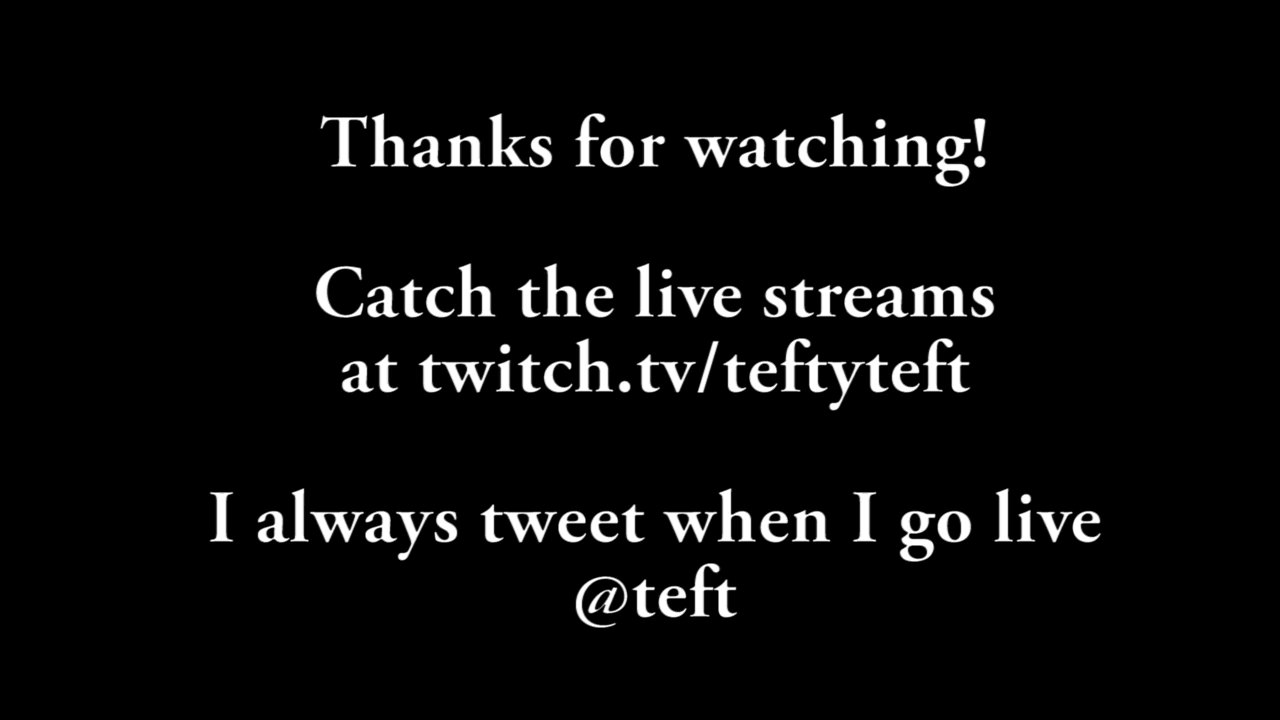 Thanks for watching!
Catch the live streams
at twitch.tv/teftyteft
I always tweet when I go live
@teft